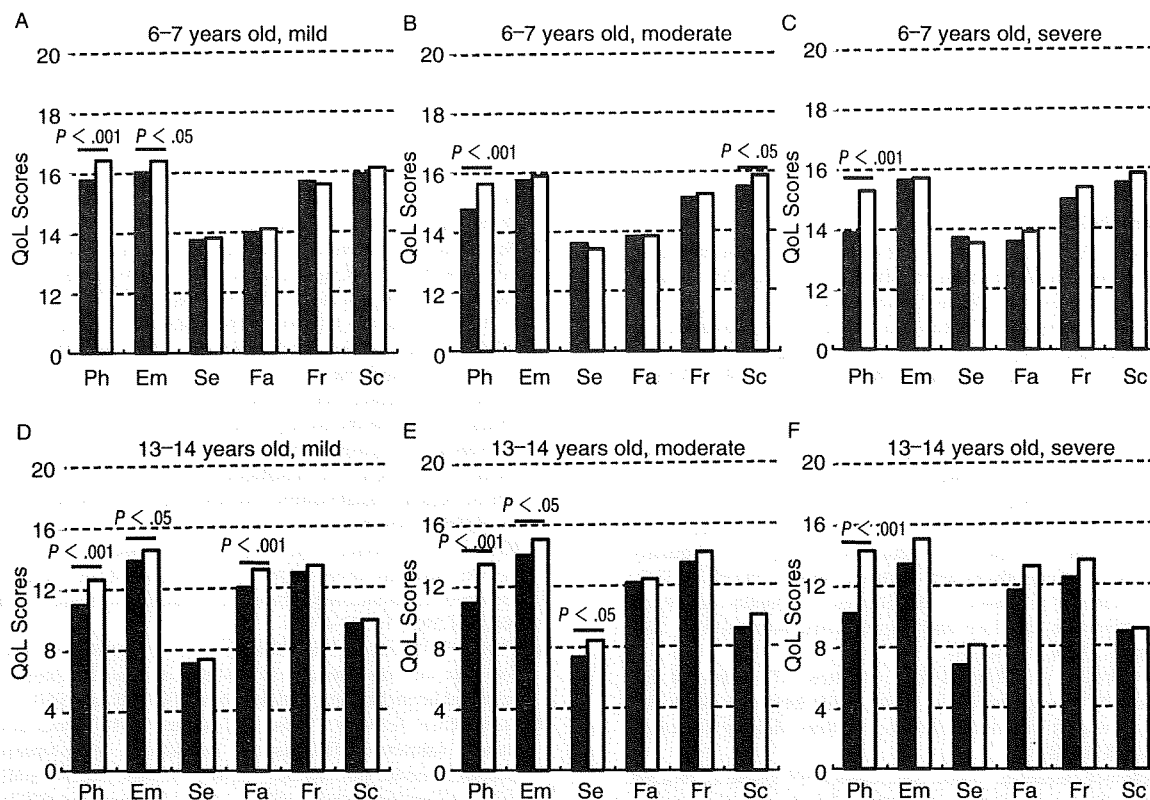 A
6–7 years old, mild
20
18
16
14
12
0
QoL Scores
P < .001
P < .05
Ph Em Se Fa Fr Sc
B
6–7 years old, moderate
20
18
16
14
12
0
QoL Scores
P < .001
P < .05
Ph Em Se Fa Fr Sc
C
6–7 years old, severe
20
18
16
14
12
0
QoL Scores
P < .001
Ph Em Se Fa Fr Sc
D
13–14 years old, mild
20
16
12
8
4
0
QoL Scores
P < .001
P < .05
P < .001
Ph Em Se Fa Fr Sc
E
13–14 years old, moderate
20
16
12
8
4
0
QoL Scores
P < .001
P < .05
P < .05
Ph Em Se Fa Fr Sc
F
13–14 years old, severe
20
16
12
8
4
0
QoL Scores
P < .001
Ph Em Se Fa Fr Sc